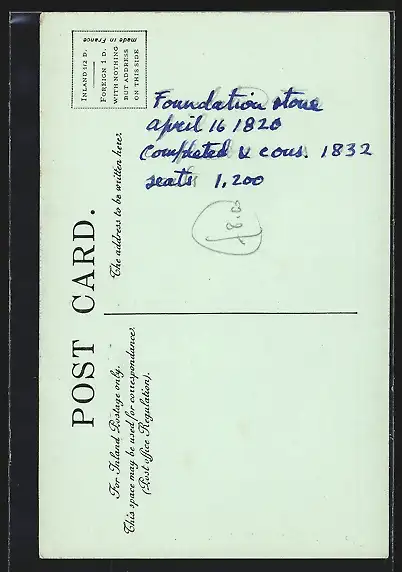 INLAND 1/2 D.
FOREIGN 1 D.
WITH NOTHING
BUT ADDRESS
ON THIS SIDE
made in France
Foundation stone
April 16 1820
Completed & cons. 1832
seats 1,200
POST CARD.
The address to be written here.
For Inland Postage only.
This space may be used for correspondance.
(Post office Regulation).